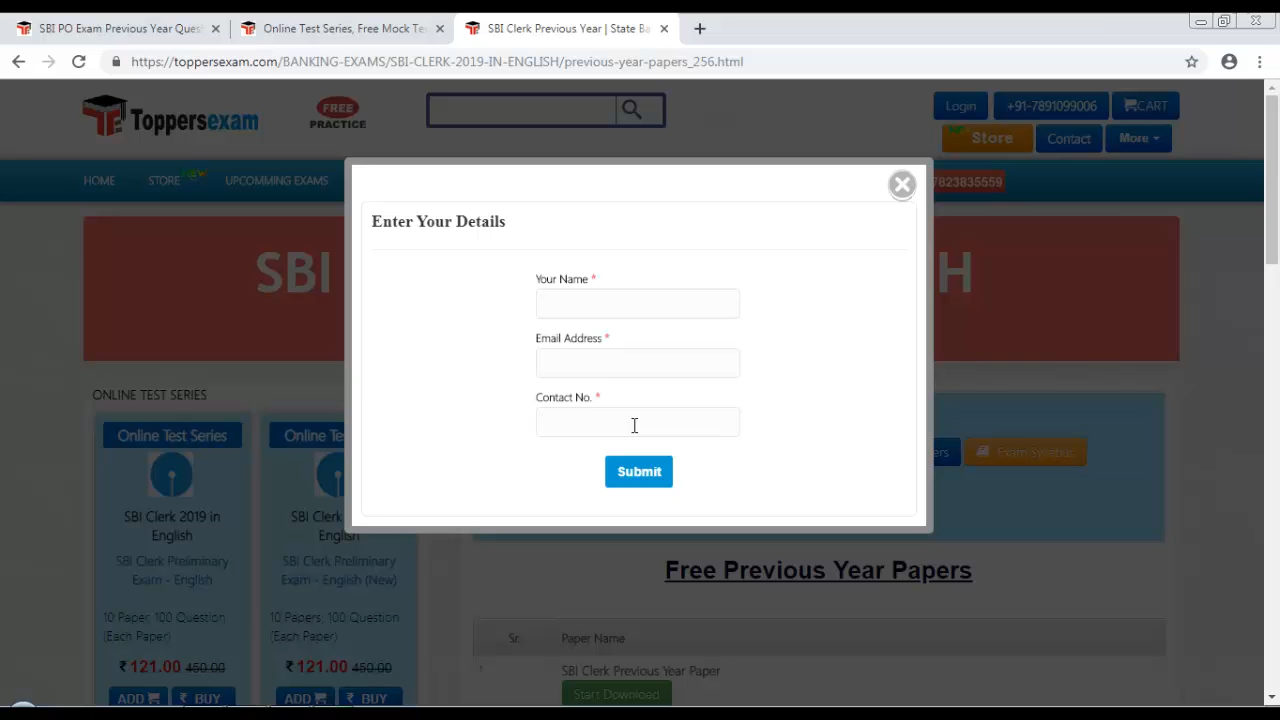 SBI PO Exam Previous Year Quest
Online Test Series, Free Mock Te
SBI Clerk Previous Year | State Ba
https://toppersexam.com/BANKING-EXAMS/SBI-CLERK-2019-IN-ENGLISH/previous-year-papers_256.html
Toppersexam
FREE
PRACTICE
Login
+91-7891099006
CART
Store
Contact
More
HOME
STORE
NEW
UPCOMMING EXAMS
7823835559
Enter Your Details
Your Name *
Email Address *
Contact No. *
Submit
SBI
H
ONLINE TEST SERIES
Online Test Series
Online Te
SBI Clerk 2019 in
English
SBI Clerk Preliminary
Exam - English
10 Paper, 100 Question
(Each Paper)
₹ 121.00 450.00
ADD
₹ BUY
SBI Clerk
English
SBI Clerk Preliminary
Exam - English (New)
10 Papers, 100 Question
(Each Paper)
₹ 121.00 450.00
ADD
₹ BUY
ers
Exam Syllabus
Free Previous Year Papers
Sr.
Paper Name
1
SBI Clerk Previous Year Paper
Start Download